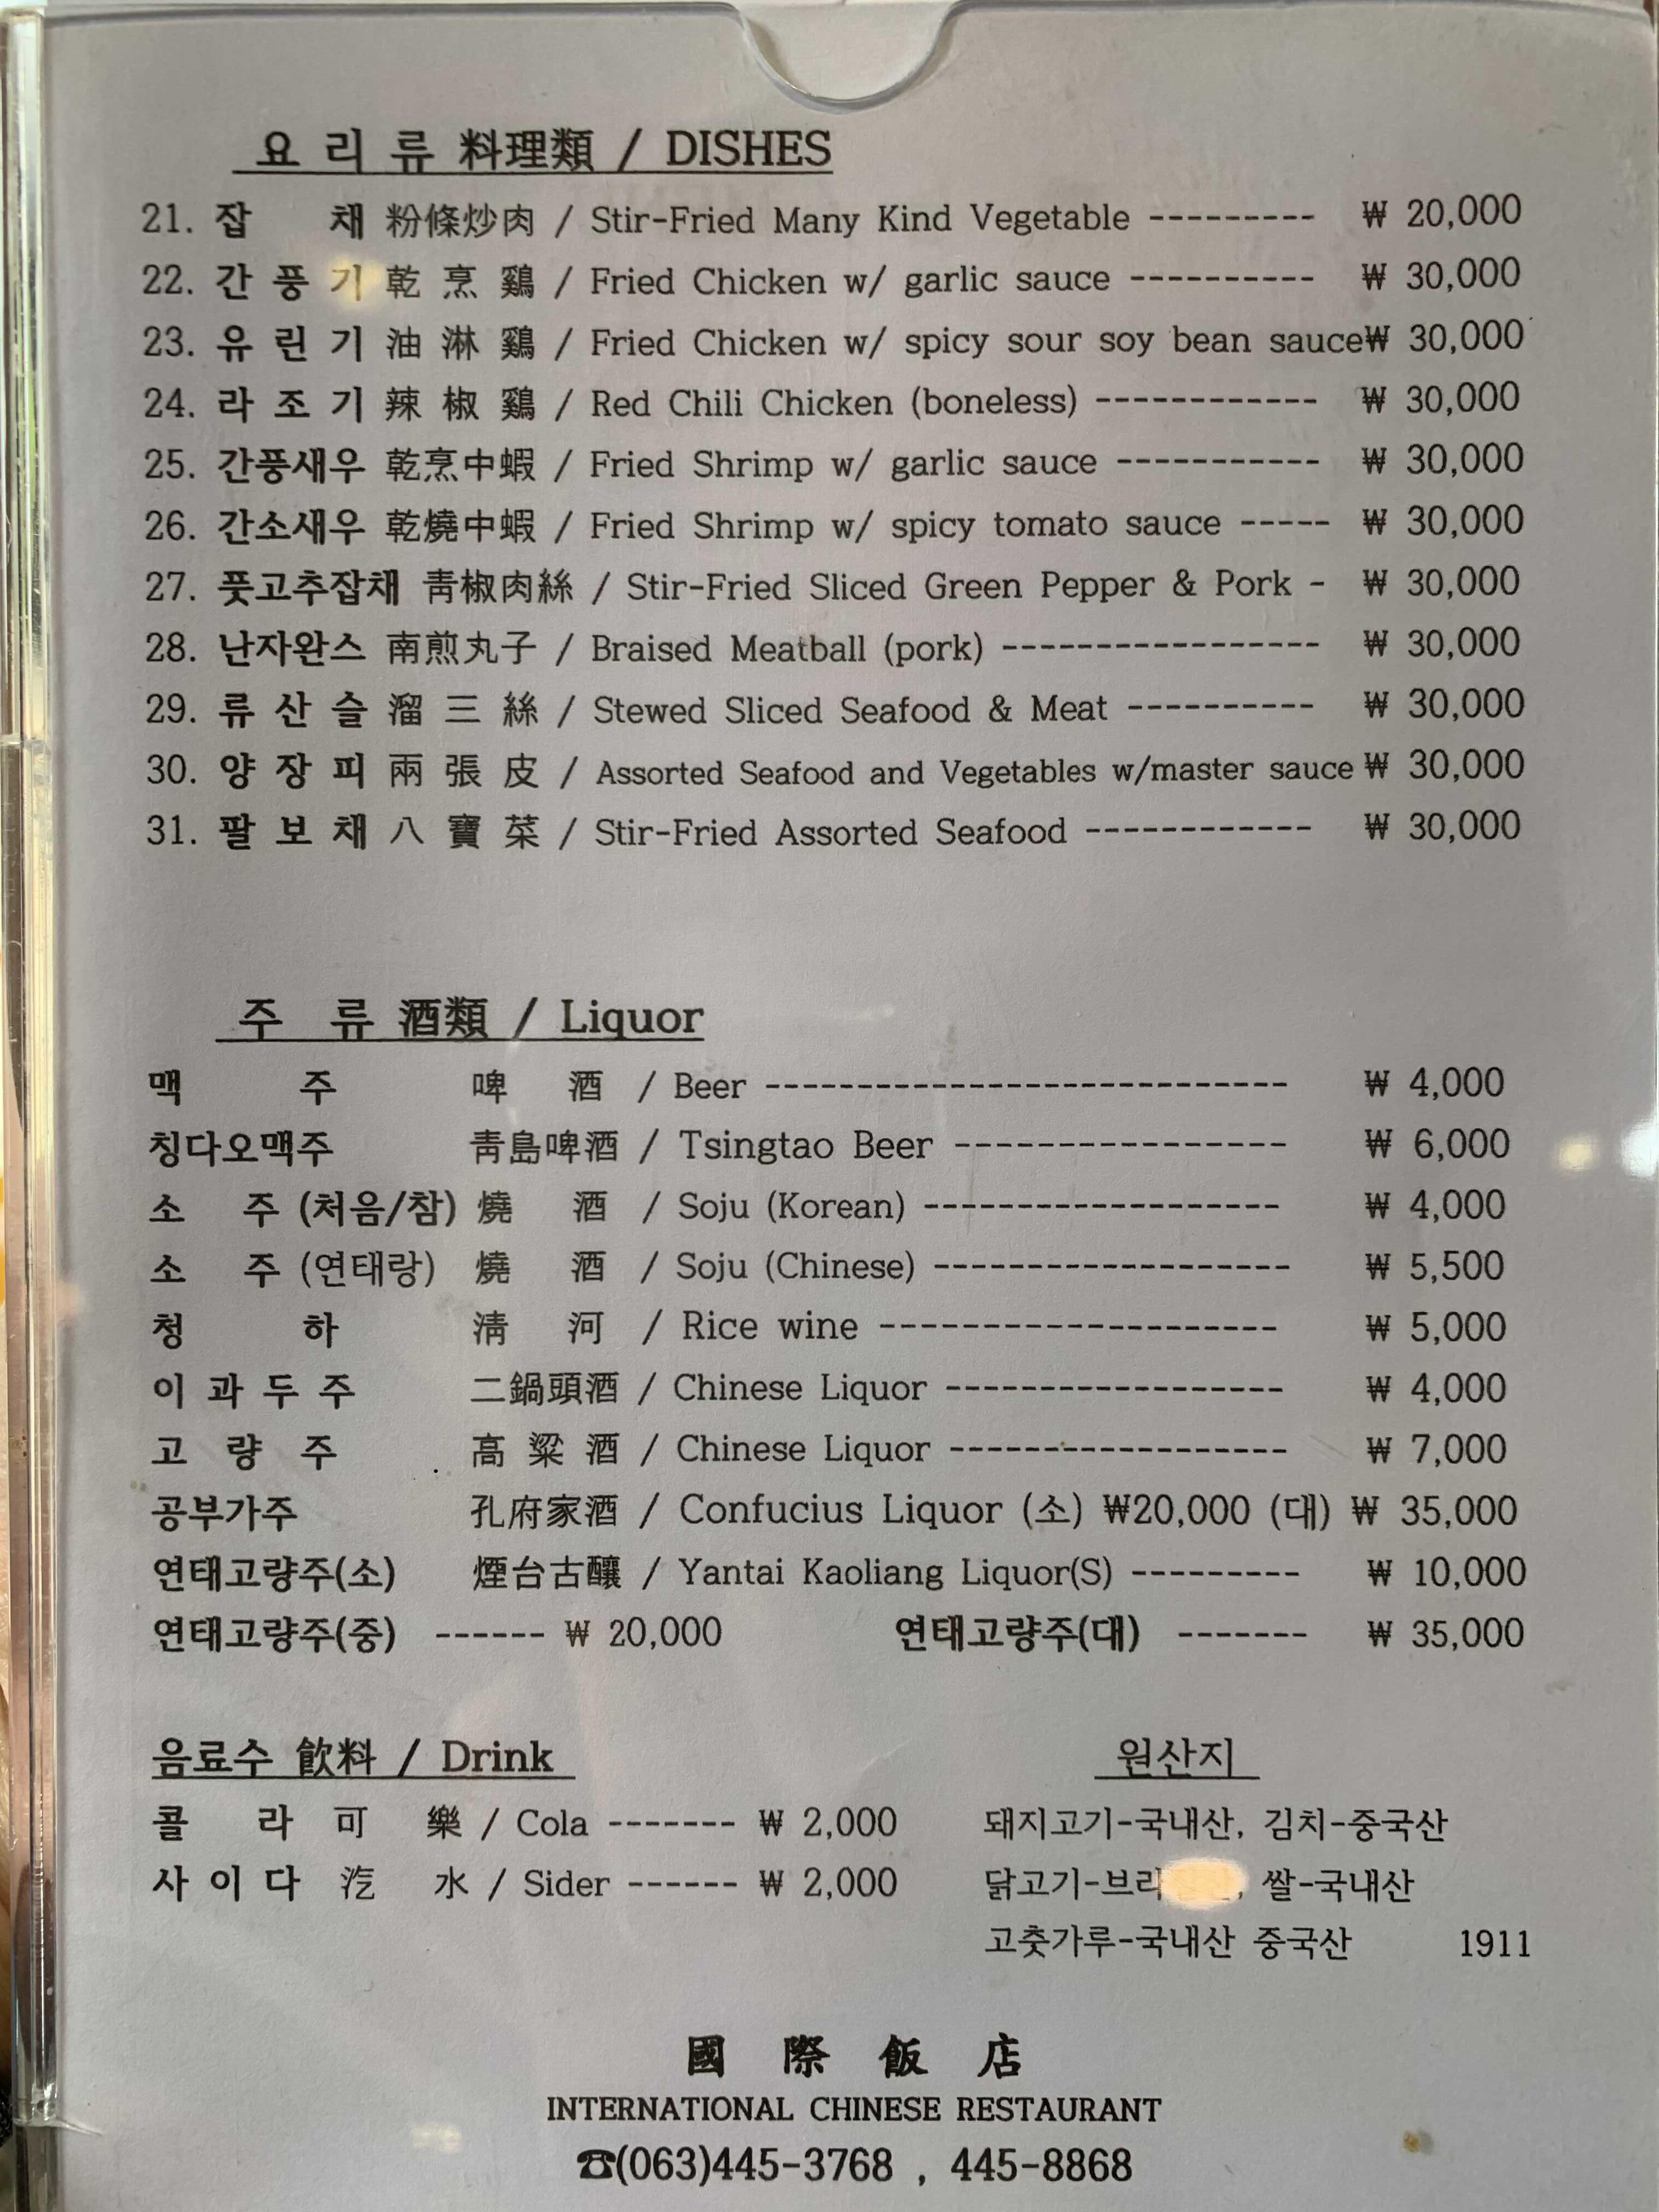 요 리 류 料理類 / DISHES
21. 잡 채 粉條炒肉 / Stir-Fried Many Kind Vegetable --------- ₩ 20,000
22. 간 풍 기 乾 烹 鷄 / Fried Chicken w/ garlic sauce ---------- ₩ 30,000
23. 유 린 기 油 淋 鷄 / Fried Chicken w/ spicy sour soy bean sauce₩ 30,000
24. 라 조 기 辣 椒 鷄 / Red Chili Chicken (boneless) ------------ ₩ 30,000
25. 간풍새우 乾烹中蝦 / Fried Shrimp w/ garlic sauce ----------- ₩ 30,000
26. 간소새우 乾燒中蝦 / Fried Shrimp w/ spicy tomato sauce ----- ₩ 30,000
27. 풋고추잡채 靑椒肉絲 / Stir-Fried Sliced Green Pepper & Pork - ₩ 30,000
28. 난자완스 南煎丸子 / Braised Meatball (pork) ----------------- ₩ 30,000
29. 류 산 슬 溜 三 絲 / Stewed Sliced Seafood & Meat ---------- ₩ 30,000
30. 양 장 피 兩 張 皮 / Assorted Seafood and Vegetables w/master sauce ₩ 30,000
31. 팔 보 채 八 寶 菜 / Stir-Fried Assorted Seafood ------------ ₩ 30,000
주 류 酒類 / Liquor
맥 주 啤 酒 / Beer ---------------------------- ₩ 4,000
칭다오맥주 靑島啤酒 / Tsingtao Beer ------------------ ₩ 6,000
소 주 (처음/참) 燒 酒 / Soju (Korean) ------------------- ₩ 4,000
소 주 (연태랑) 燒 酒 / Soju (Chinese) ------------------- ₩ 5,500
청 하 淸 河 / Rice wine --------------------- ₩ 5,000
이 과 두 주 二鍋頭酒 / Chinese Liquor ------------------ ₩ 4,000
고 량 주 高 粱 酒 / Chinese Liquor ------------------ ₩ 7,000
공부가주 孔府家酒 / Confucius Liquor (소) ₩20,000 (대) ₩ 35,000
연태고량주(소) 煙台古釀 / Yantai Kaoliang Liquor(S) --------- ₩ 10,000
연태고량주(중) ------ ₩ 20,000 연태고량주(대) ------- ₩ 35,000
음료수 飮料 / Drink
콜 라 可 樂 / Cola ------- ₩ 2,000
사 이 다 汔 水 / Sider ------ ₩ 2,000
원산지
돼지고기-국내산, 김치-중국산
닭고기-, 쌀-국내산
고춧가루-국내산 중국산 1911
國 際 飯 店
INTERNATIONAL CHINESE RESTAURANT
☎(063)445-3768 , 445-8868